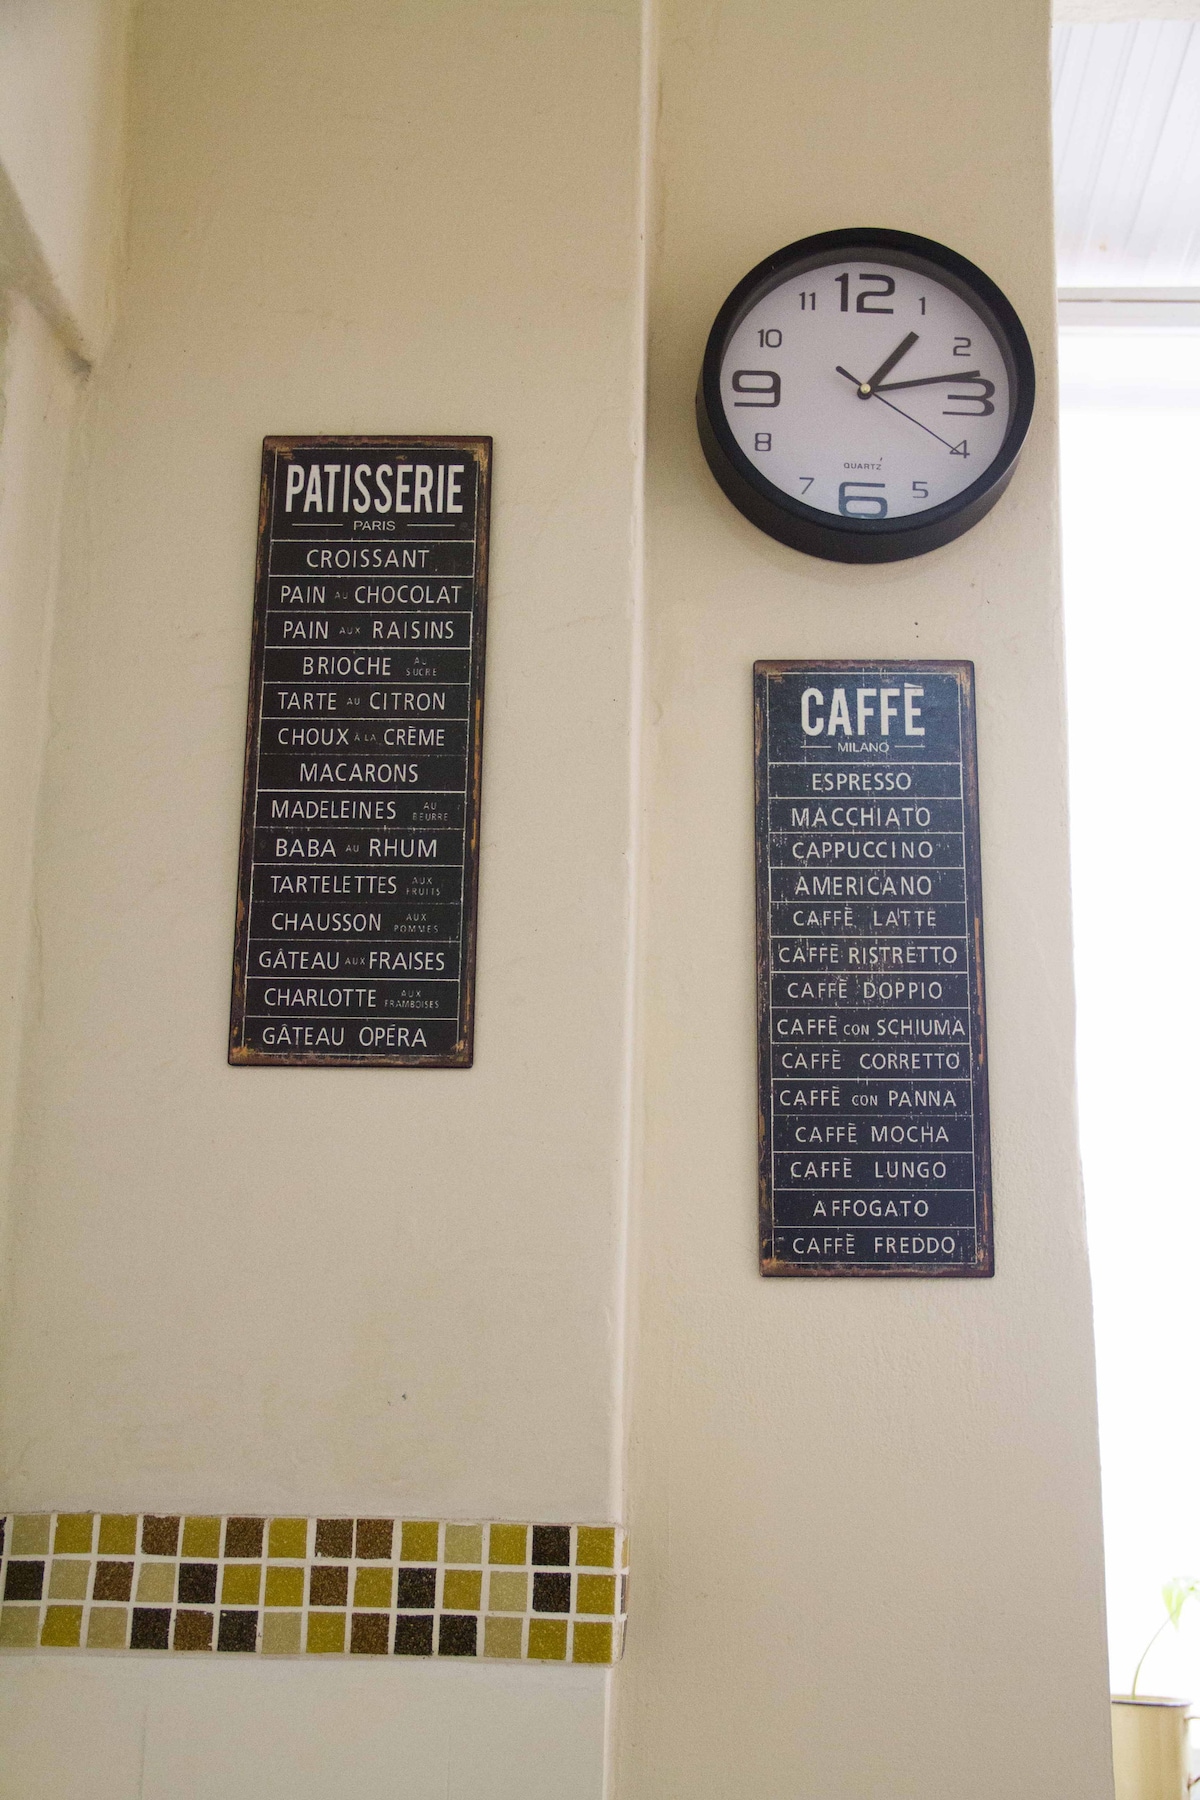 PATISSERIE
PARIS
CROISSANT
PAIN AU CHOCOLAT
PAIN AUX RAISINS
BRIOCHE AU SUCRE
TARTE AU CITRON
CHOUX À LA CRÈME
MACARONS
MADELEINES AU BEURRE
BABA AU RHUM
TARTELETTES AUX FRUITS
CHAUSSON AUX POMMES
GÂTEAU AUX FRAISES
CHARLOTTE AUX FRAMBOISES
GÂTEAU OPÉRA
12
1
2
3
4
5
6
7
8
9
10
11
QUARTZ
CAFFÈ
MILANO
ESPRESSO
MACCHIATO
CAPPUCCINO
AMERICANO
CAFFÈ LATTE
CAFFÈ RISTRETTO
CAFFÈ DOPPIO
CAFFÈ CON SCHIUMA
CAFFÈ CORRETTO
CAFFÈ CON PANNA
CAFFÈ MOCHA
CAFFÈ LUNGO
AFFOGATO
CAFFÈ FREDDO